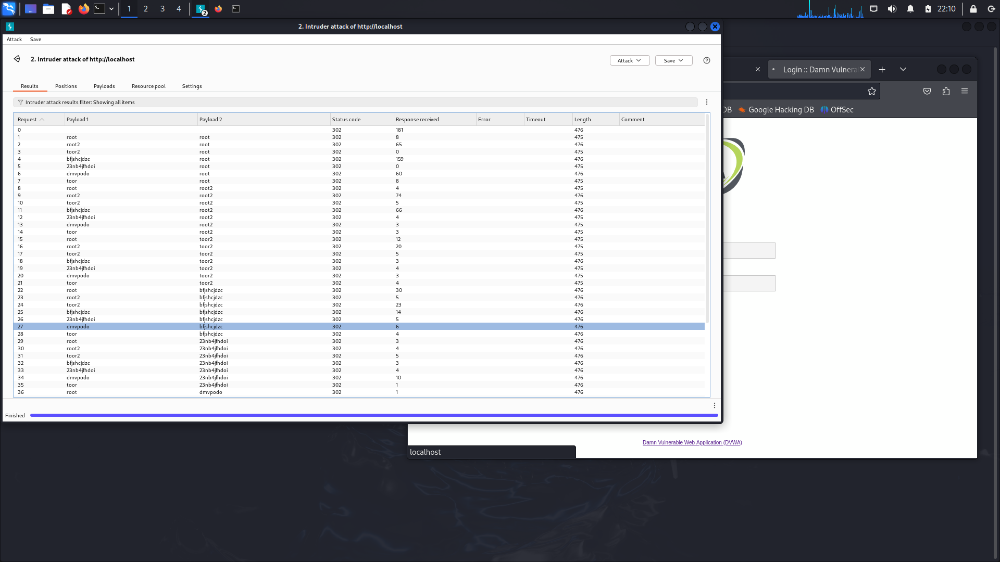 1 2 3 4 2 22:10
2. Intruder attack of http://localhost
Attack Save
2. Intruder attack of http://localhost
Attack Save
Results Positions Payloads Resource pool Settings
Intruder attack results filter: Showing all items
Request Payload 1 Payload 2 Status code Response received Error Timeout Length Comment
0 302 181 476
1 root root 302 8 475
2 root2 root 302 65 476
3 toor2 root 302 0 475
4 bfjshcjdzc root 302 159 476
5 23nb4jfhdoi root 302 0 475
6 dmvpodo root 302 60 476
7 toor root 302 8 475
8 root root2 302 4 475
9 root2 root2 302 74 476
10 toor2 root2 302 5 475
11 bfjshcjdzc root2 302 66 476
12 23nb4jfhdoi root2 302 4 475
13 dmvpodo root2 302 3 475
14 toor root2 302 3 475
15 root toor2 302 12 475
16 root2 toor2 302 20 475
17 toor2 toor2 302 5 475
18 bfjshcjdzc toor2 302 3 476
19 23nb4jfhdoi toor2 302 4 475
20 dmvpodo toor2 302 3 475
21 toor toor2 302 4 475
22 root bfjshcjdzc 302 30 476
23 root2 bfjshcjdzc 302 5 476
24 toor2 bfjshcjdzc 302 23 476
25 bfjshcjdzc bfjshcjdzc 302 14 476
26 23nb4jfhdoi bfjshcjdzc 302 5 476
27 dmvpodo bfjshcjdzc 302 6 476
28 toor bfjshcjdzc 302 4 476
29 root 23nb4jfhdoi 302 3 476
30 root2 23nb4jfhdoi 302 4 476
31 toor2 23nb4jfhdoi 302 5 476
32 bfjshcjdzc 23nb4jfhdoi 302 3 476
33 23nb4jfhdoi 23nb4jfhdoi 302 4 476
34 dmvpodo 23nb4jfhdoi 302 10 476
35 toor 23nb4jfhdoi 302 1 476
36 root dmvpodo 302 1 476
Finished
Login :: Damn Vulnera
DB Google Hacking DB OffSec
Damn Vulnerable Web Application (DVWA)
localhost